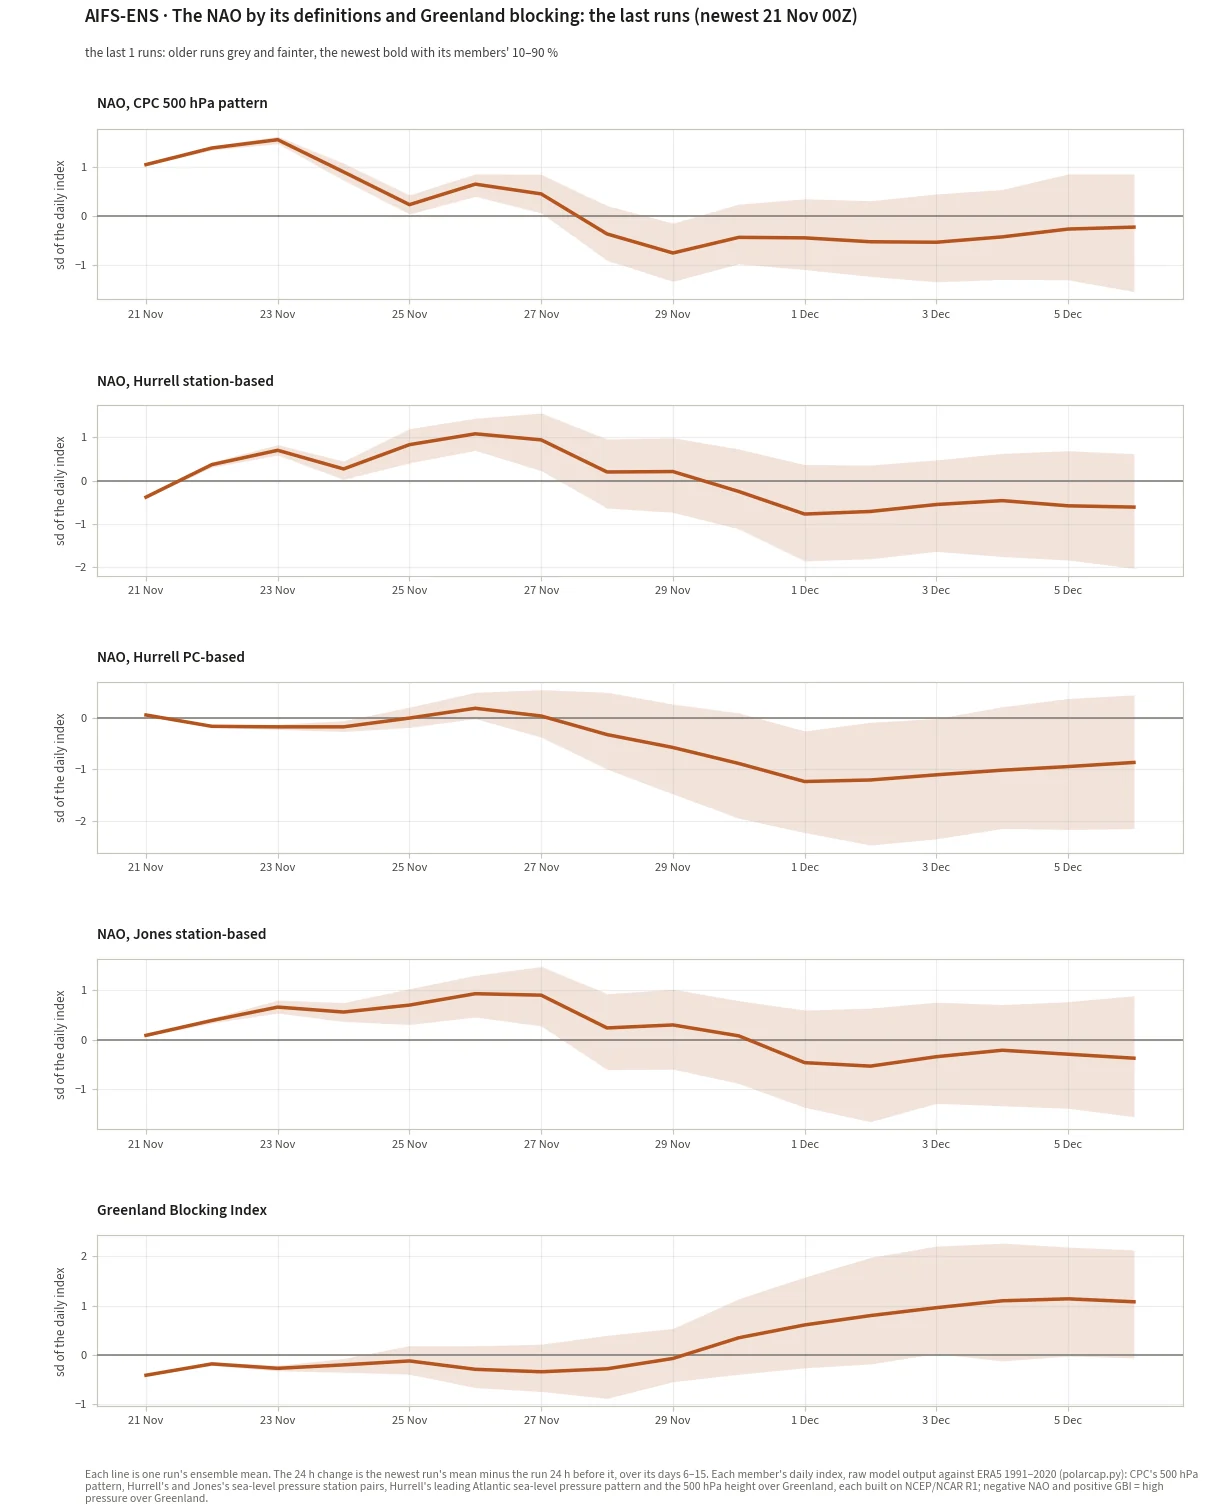 AIFS-ENS · The NAO by its definitions and Greenland blocking: the last runs (newest 21 Nov 00Z)
the last 1 runs: older runs grey and fainter, the newest bold with its members' 10–90 %
NAO, CPC 500 hPa pattern
sd of the daily index
1
0
−1
21 Nov 23 Nov 25 Nov 27 Nov 29 Nov 1 Dec 3 Dec 5 Dec
NAO, Hurrell station-based
sd of the daily index
1
0
−1
−2
21 Nov 23 Nov 25 Nov 27 Nov 29 Nov 1 Dec 3 Dec 5 Dec
NAO, Hurrell PC-based
sd of the daily index
0
−1
−2
21 Nov 23 Nov 25 Nov 27 Nov 29 Nov 1 Dec 3 Dec 5 Dec
NAO, Jones station-based
sd of the daily index
1
0
−1
21 Nov 23 Nov 25 Nov 27 Nov 29 Nov 1 Dec 3 Dec 5 Dec
Greenland Blocking Index
sd of the daily index
2
1
0
−1
21 Nov 23 Nov 25 Nov 27 Nov 29 Nov 1 Dec 3 Dec 5 Dec
Each line is one run's ensemble mean. The 24 h change is the newest run's mean minus the run 24 h before it, over its days 6–15. Each member's daily index, raw model output against ERA5 1991–2020 (polarcap.py): CPC's 500 hPa
pattern, Hurrell's and Jones's sea-level pressure station pairs, Hurrell's leading Atlantic sea-level pressure pattern and the 500 hPa height over Greenland, each built on NCEP/NCAR R1; negative NAO and positive GBI = high
pressure over Greenland.